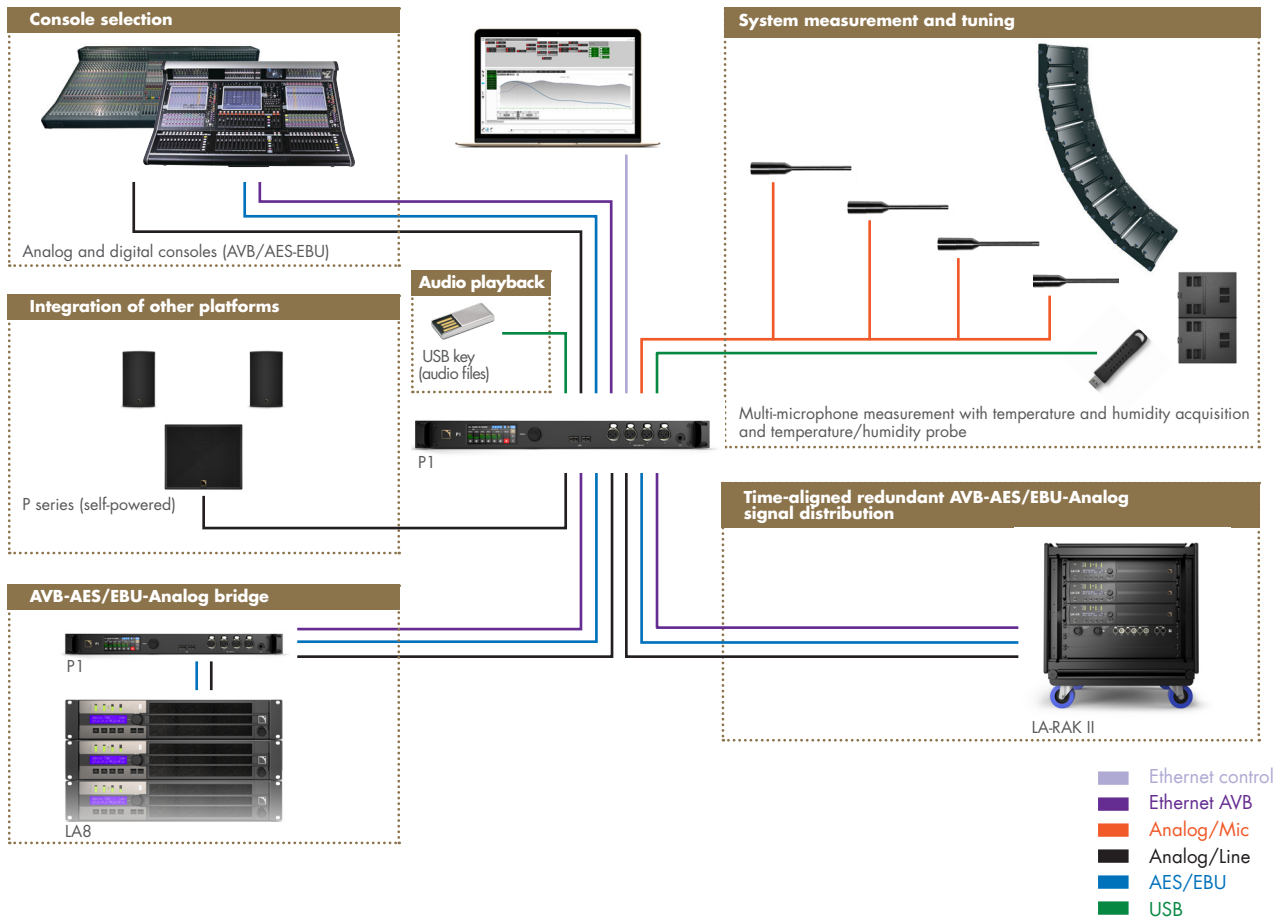 Console selection
Analog and digital consoles (AVB/AES-EBU)
System measurement and tuning
Multi-microphone measurement with temperature and humidity acquisition
and temperature/humidity probe
Integration of other platforms
P series (self-powered)
Audio playback
USB key
(audio files)
P1
Time-aligned redundant AVB-AES/EBU-Analog
signal distribution
LA-RAK II
AVB-AES/EBU-Analog bridge
P1
LA8
Ethernet control
Ethernet AVB
Analog/Mic
Analog/Line
AES/EBU
USB